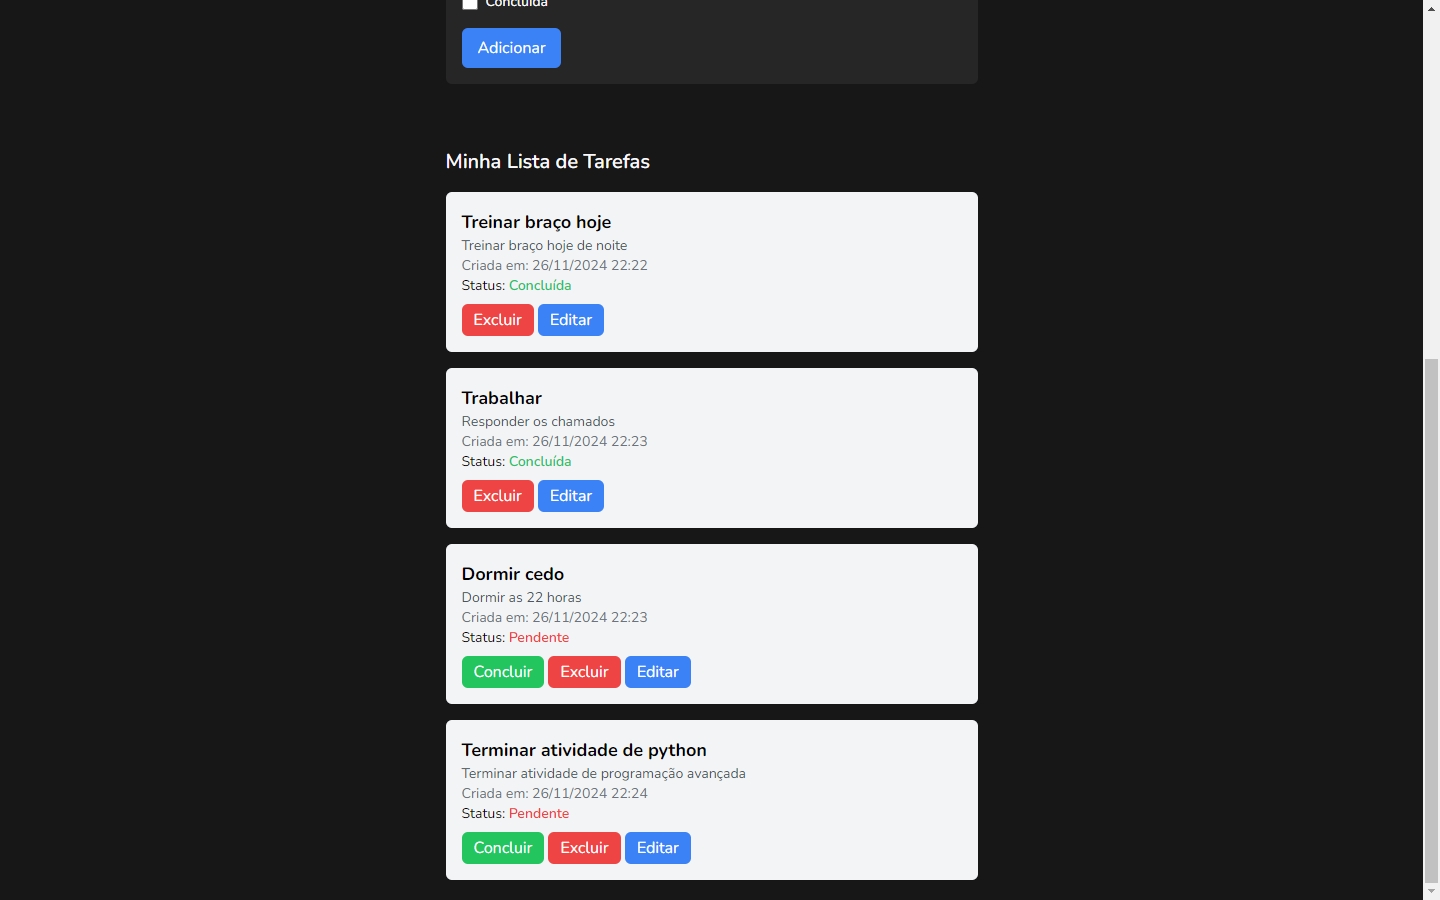 Concluída
Adicionar
Minha Lista de Tarefas
Treinar braço hoje
Treinar braço hoje de noite
Criada em: 26/11/2024 22:22
Status: Concluída
Excluir Editar
Trabalhar
Responder os chamados
Criada em: 26/11/2024 22:23
Status: Concluída
Excluir Editar
Dormir cedo
Dormir as 22 horas
Criada em: 26/11/2024 22:23
Status: Pendente
Concluir Excluir Editar
Terminar atividade de python
Terminar atividade de programação avançada
Criada em: 26/11/2024 22:24
Status: Pendente
Concluir Excluir Editar